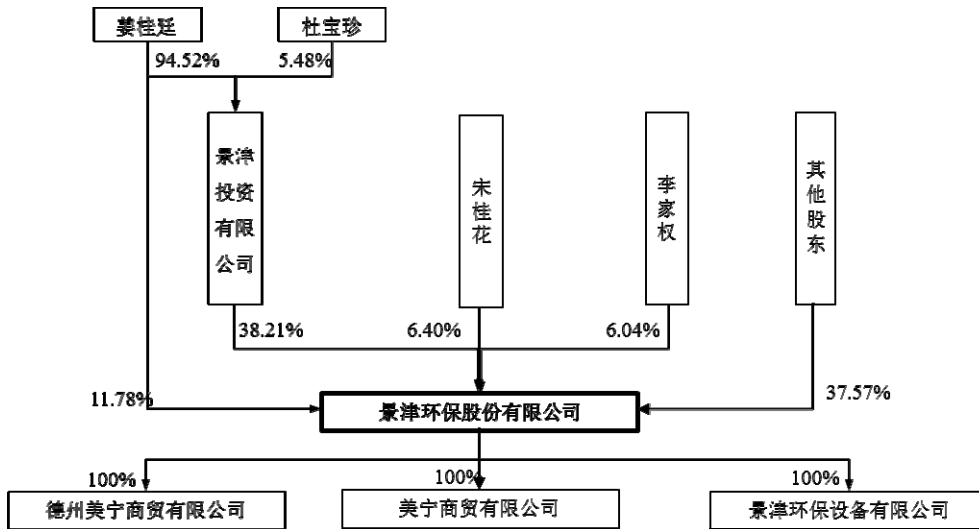 姜桂廷
杜宝珍
94.52%
5.48%
景津
投资
有限
公司
宋桂花
李家权
其他股东
38.21%
6.40%
6.04%
11.78%
37.57%
景津环保股份有限公司
100%
100%
100%
德州美宁商贸有限公司
美宁商贸有限公司
景津环保设备有限公司